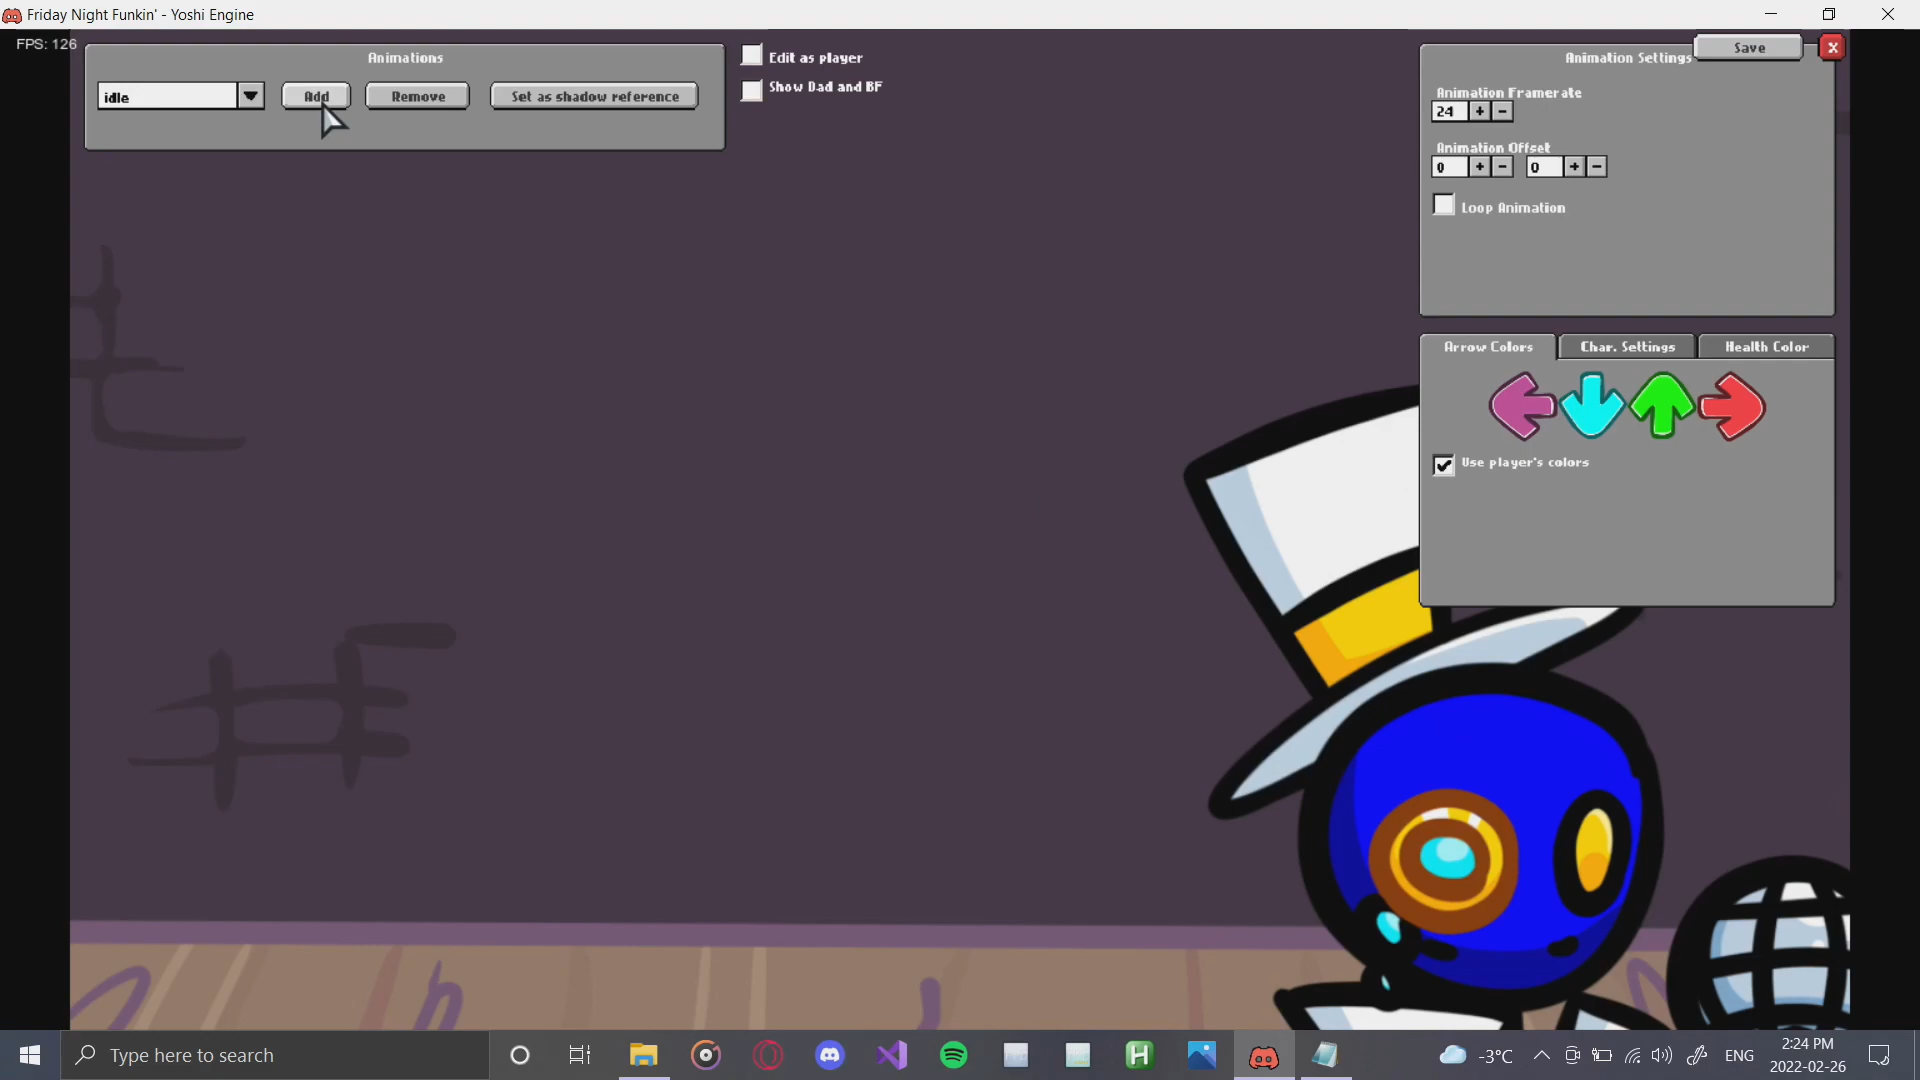 Friday Night Funkin' - Yoshi Engine
FPS: 126
Animations
idle
Add
Remove
Set as shadow reference
Edit as player
Show Dad and BF
Save
x
Animation Settings
Animation Framerate
24 + -
Animation Offset
0 + - 0 + -
Loop Animation
Arrow Colors
Char. Settings
Health Color
Use player's colors
Type here to search
-3°C
ENG
2:24 PM
2022-02-26